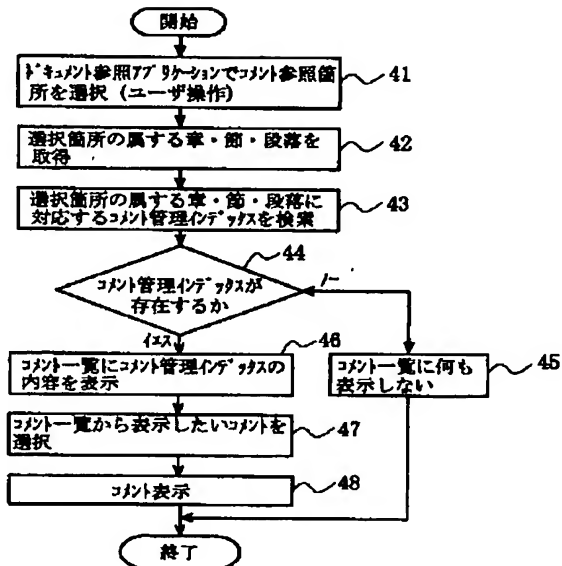 開始
ドキュメント参照アプリケーションでコメント参照箇
所を選択（ユーザ操作）
41
選択箇所の属する章・節・段落を
取得
42
選択箇所の属する章・節・段落に
対応するコメント管理インデックスを検索
43
44
コメント管理インデックスが
存在するか
ノー
イエス
46
コメント一覧にコメント管理インデックスの
内容を表示
コメント一覧に何も
表示しない
45
コメント一覧から表示したいコメントを
選択
47
コメント表示
48
終了